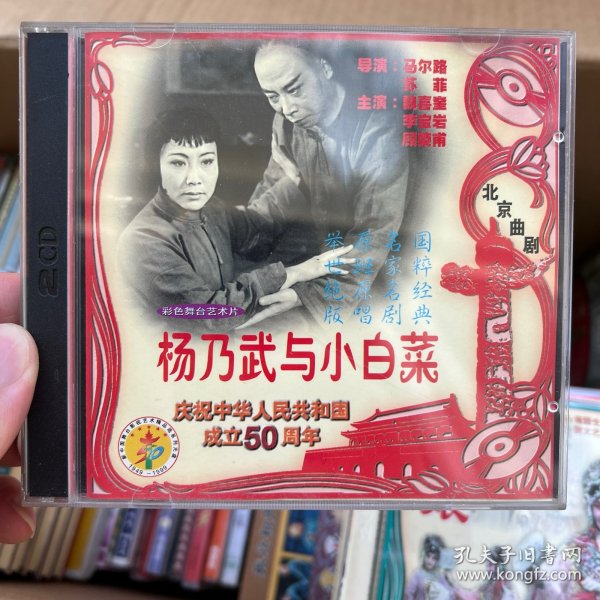 导演：马尔路
苏菲
主演：魏喜奎
李宝岩
顾荣甫
北京曲剧
国粹经典
名家名剧
原班原唱
举世绝版
彩色舞台艺术片
杨乃武与小白菜
庆祝中华人民共和国
成立50周年
1949-1999
2CD
孔夫子旧书网
www.kongfz.com